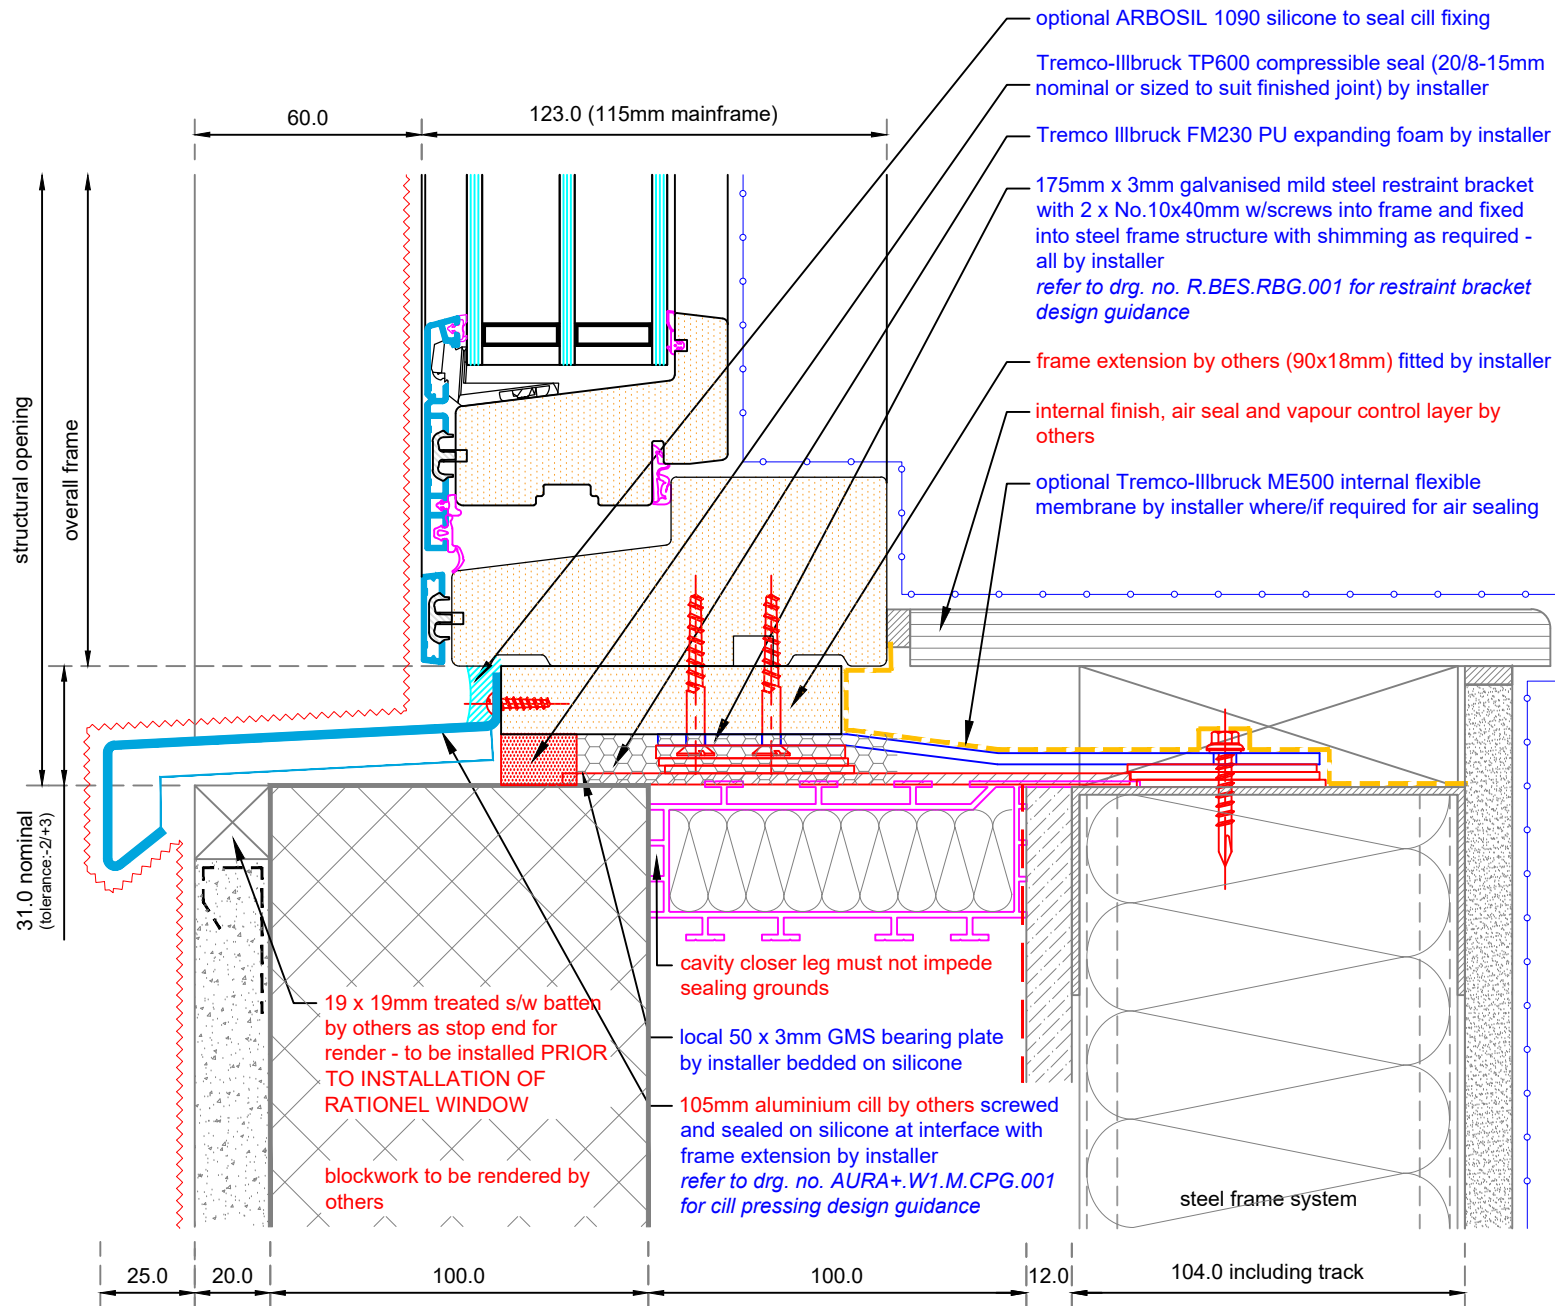 optional ARBOSIL 1090 silicone to seal cill fixing
Tremco-Illbruck TP600 compressible seal (20/8-15mm
nominal or sized to suit finished joint) by installer
60.0
123.0 (115mm mainframe)
Tremco Illbruck FM230 PU expanding foam by installer
175mm x 3mm galvanised mild steel restraint bracket
with 2 x No.10x40mm w/screws into frame and fixed
into steel frame structure with shimming as required -
all by installer
refer to drg. no. R.BES.RBG.001 for restraint bracket
design guidance
frame extension by others (90x18mm) fitted by installer
internal finish, air seal and vapour control layer by
others
optional Tremco-Illbruck ME500 internal flexible
membrane by installer where/if required for air sealing
structural opening
overall frame
31.0 nominal
(tolerance:-2/+3)
cavity closer leg must not impede
sealing grounds
19 x 19mm treated s/w batten
by others as stop end for
render - to be installed PRIOR
TO INSTALLATION OF
RATIONEL WINDOW
local 50 x 3mm GMS bearing plate
by installer bedded on silicone
105mm aluminium cill by others screwed
and sealed on silicone at interface with
frame extension by installer
refer to drg. no. AURA+.W1.M.CPG.001
for cill pressing design guidance
blockwork to be rendered by
others
steel frame system
25.0
20.0
100.0
100.0
12.0
104.0 including track